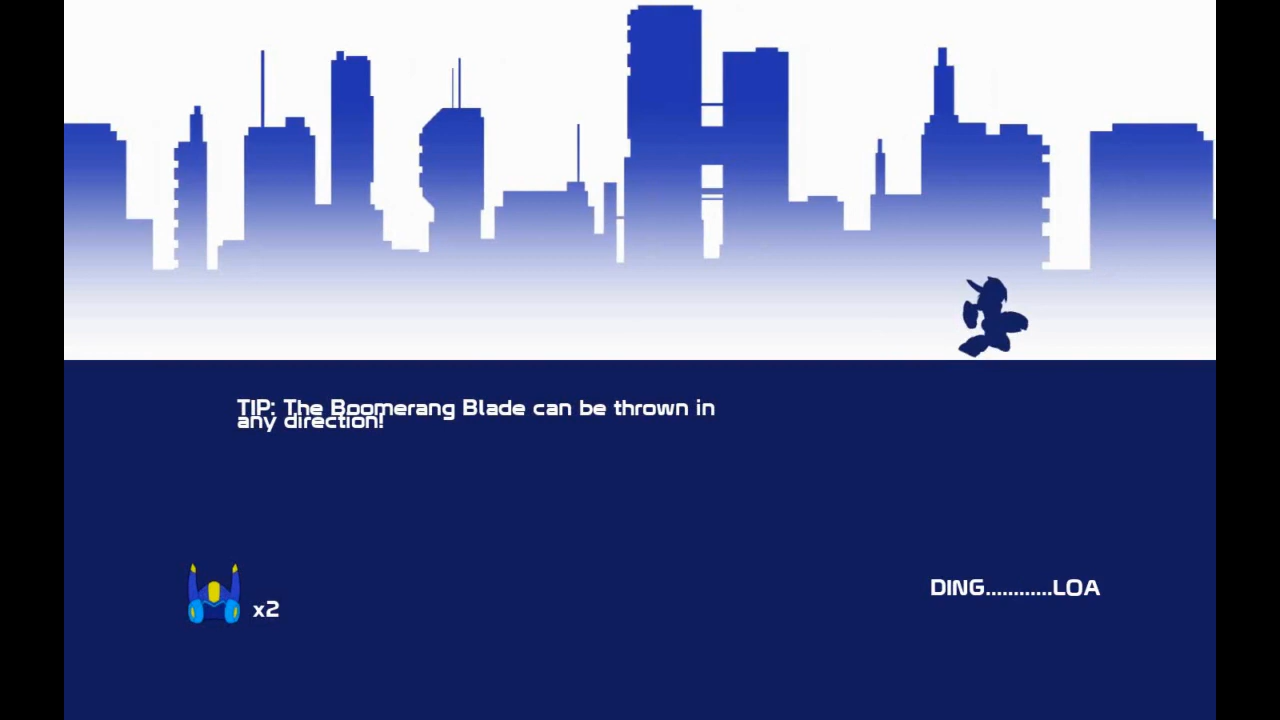 TIP: The Boomerang Blade can be thrown in
any direction!
x2
DING............LOA